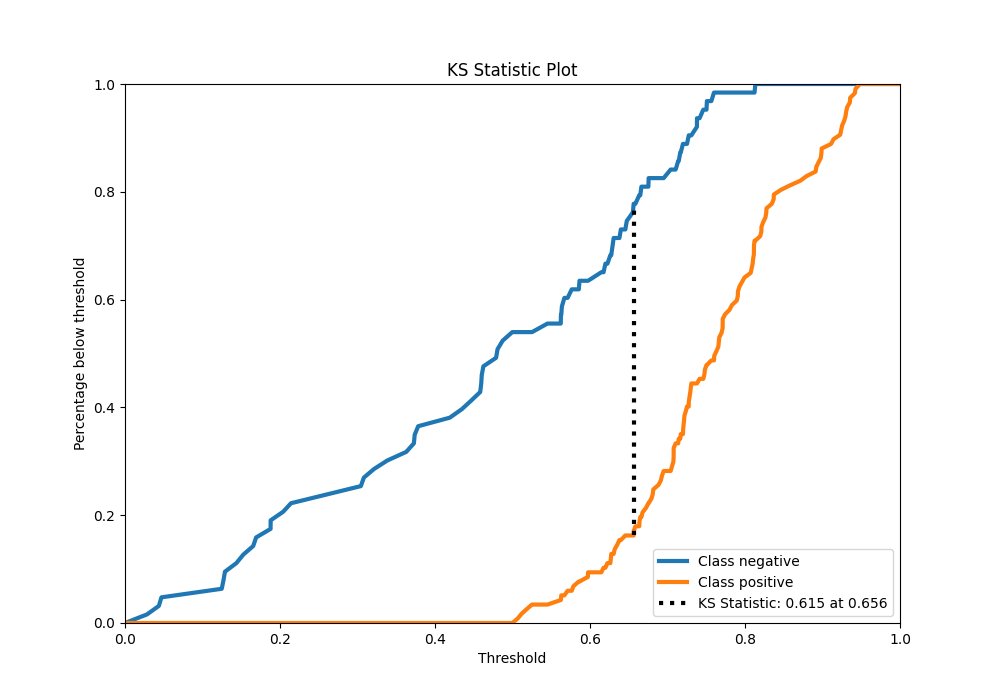 KS Statistic Plot
1.0
0.8
0.6
0.4
0.2
0.0
Percentage below threshold
0.0 0.2 0.4 0.6 0.8 1.0
Threshold
Class negative
Class positive
KS Statistic: 0.615 at 0.656